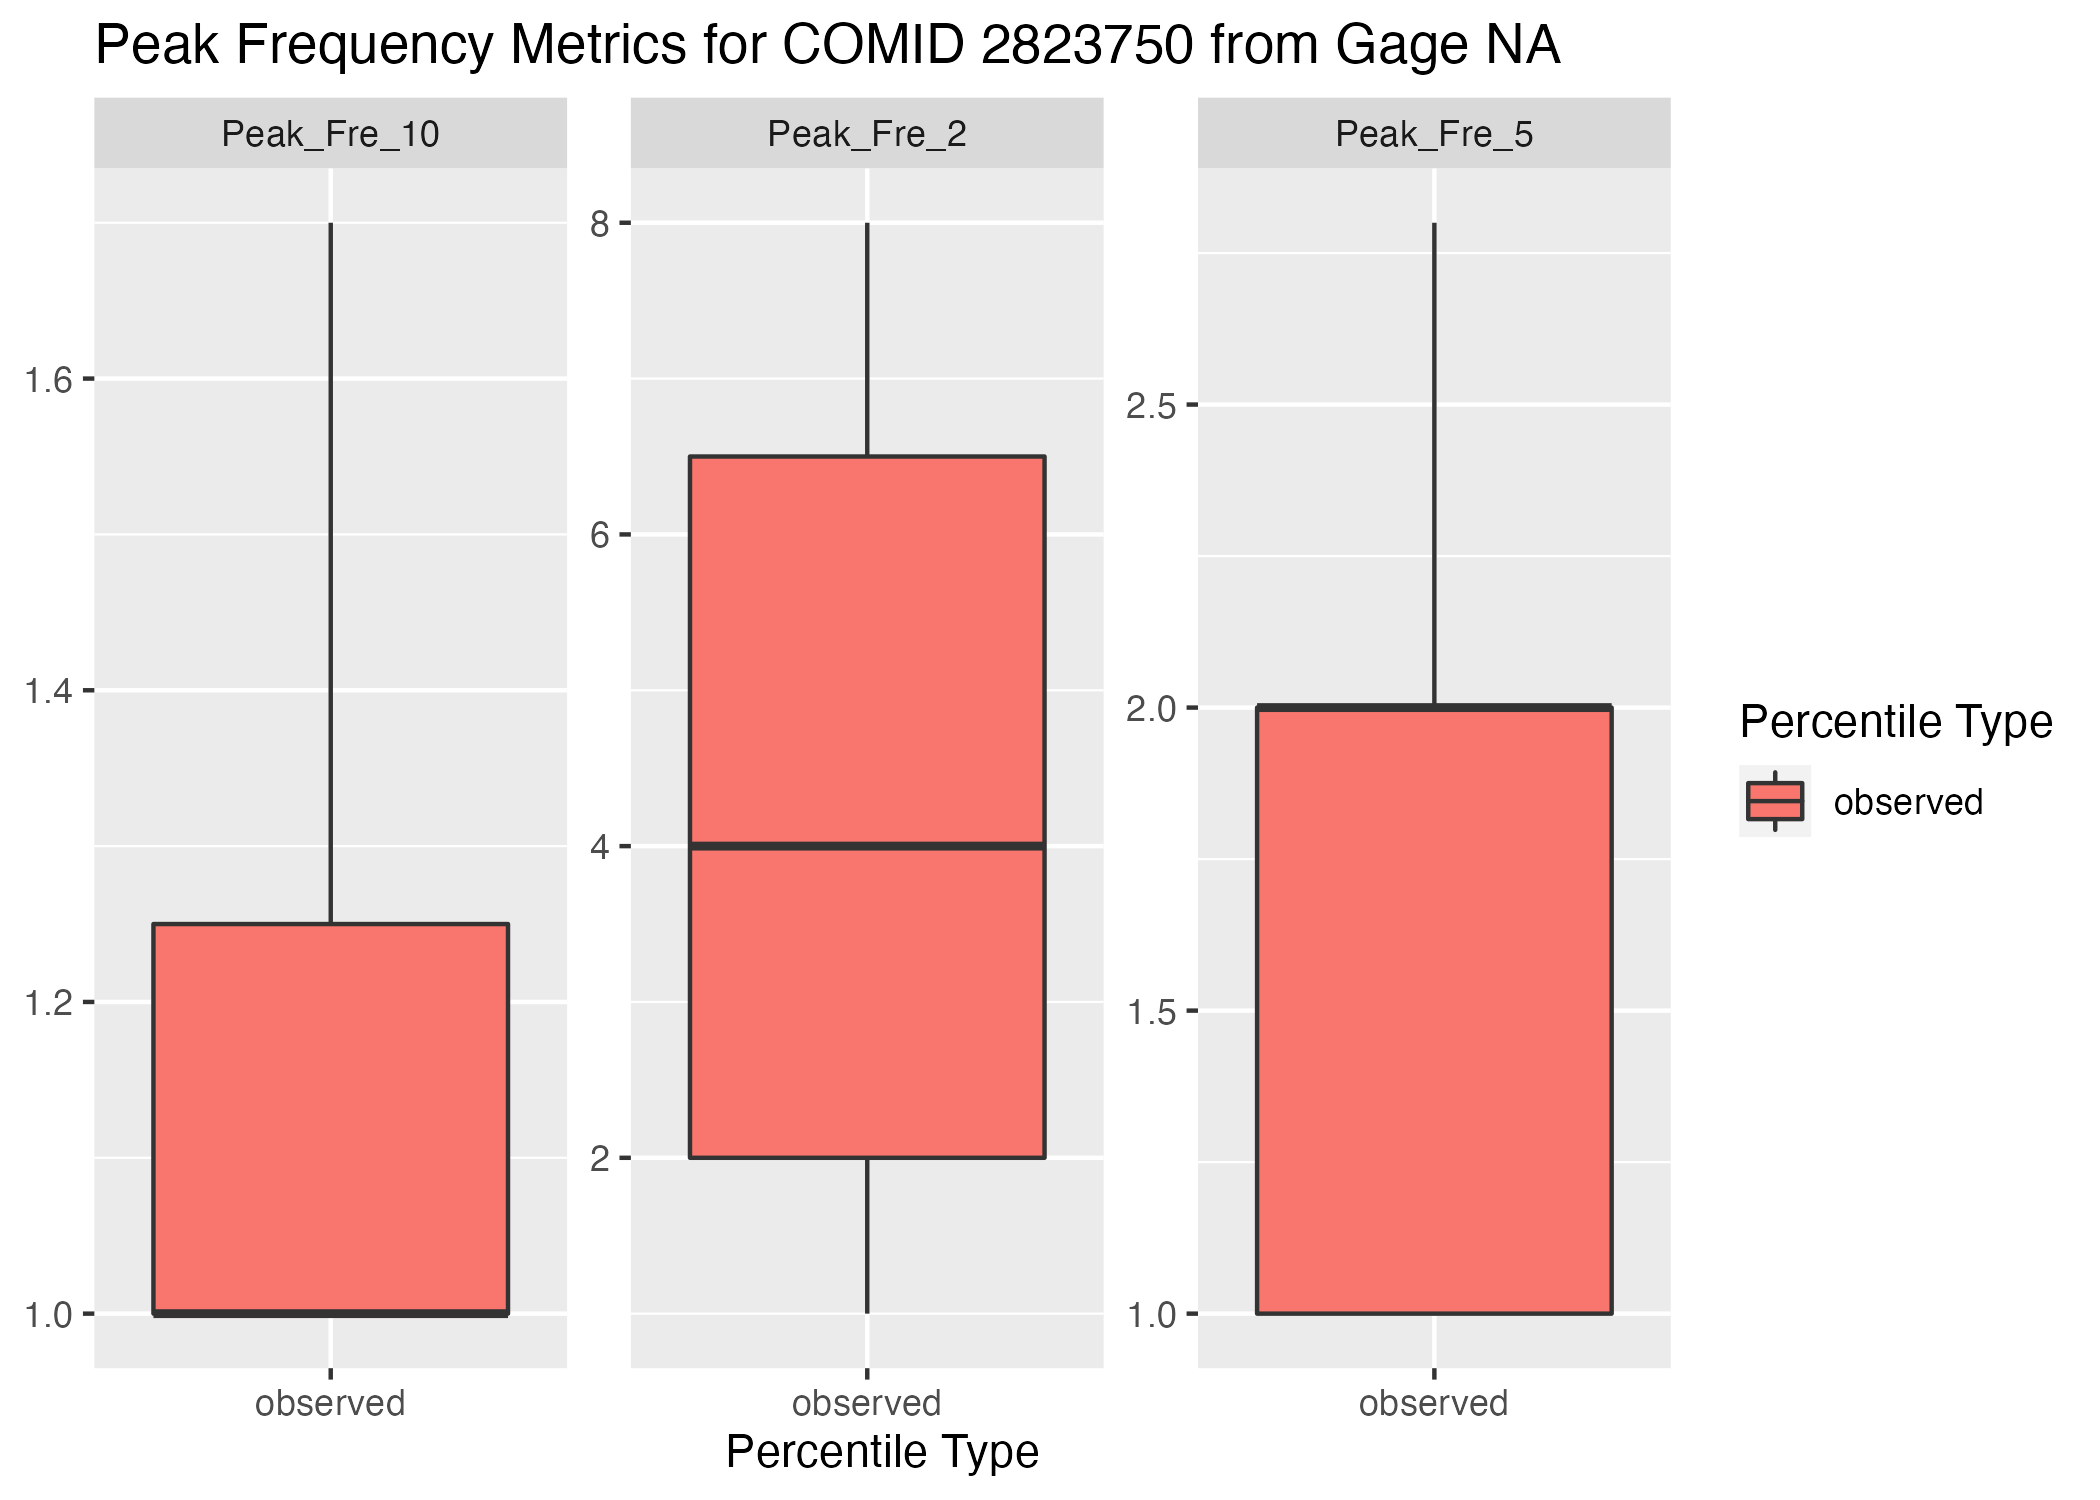 Peak Frequency Metrics for COMID 2823750 from Gage NA
Peak_Fre_10
Peak_Fre_2
Peak_Fre_5
1.6
1.4
1.2
1.0
8
6
4
2
2.5
2.0
1.5
1.0
observed
observed
observed
Percentile Type
Percentile Type
observed